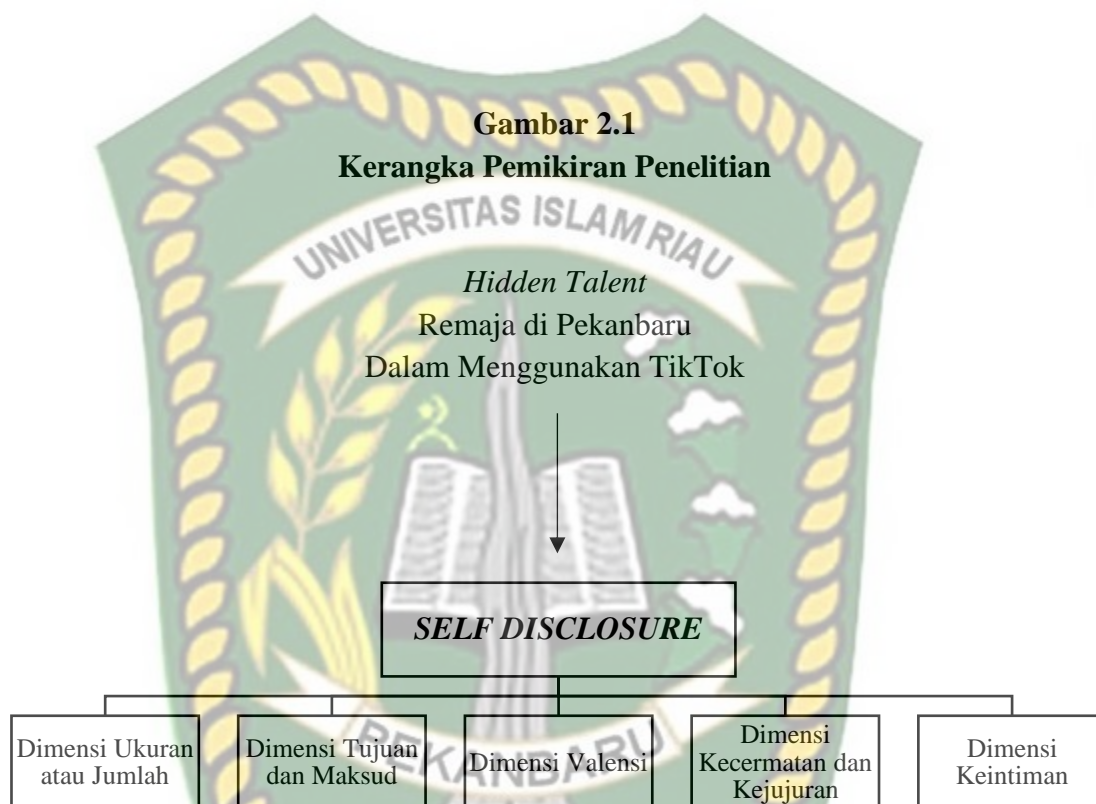 Gambar 2.1
Kerangka Pemikiran Penelitian
UNIVERSITAS ISLAM RIAU
Hidden Talent
Remaja di Pekanbaru
Dalam Menggunakan TikTok
SELF DISCLOSURE
PEKANBARU
Dimensi Ukuran
atau Jumlah
Dimensi Tujuan
dan Maksud
Dimensi Valensi
Dimensi
Kecermatan dan
Kejujuran
Dimensi
Keintiman